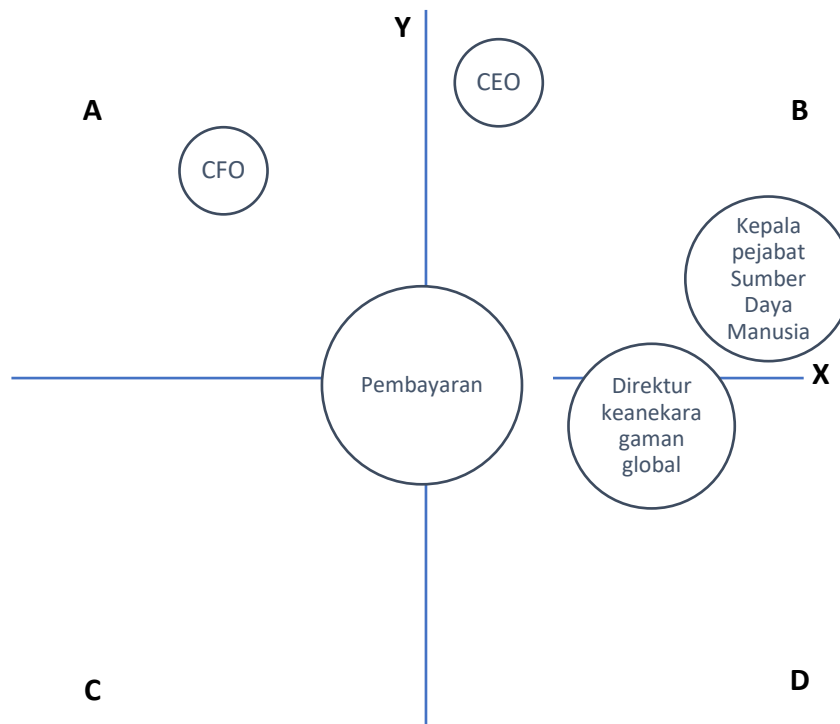 Y
CEO
A
B
CFO
Kepala
pejabat
Sumber
Daya
Manusia
X
Pembayaran
Direktur
keanekara
gaman
global
C
D